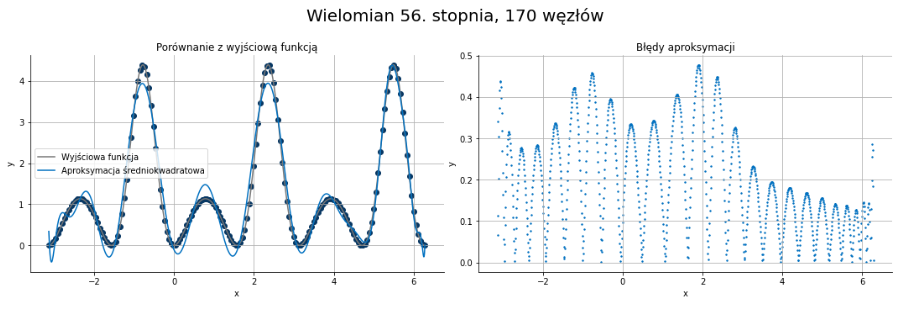 Wielomian 56. stopnia, 170 węzłów
Porównanie z wyjściową funkcją
Błędy aproksymacji
y
4
3
2
1
0
Wyjściowa funkcja
Aproksymacja średniokwadratowa
−2
0
2
4
6
x
y
0.5
0.4
0.3
0.2
0.1
0.0
−2
0
2
4
6
x